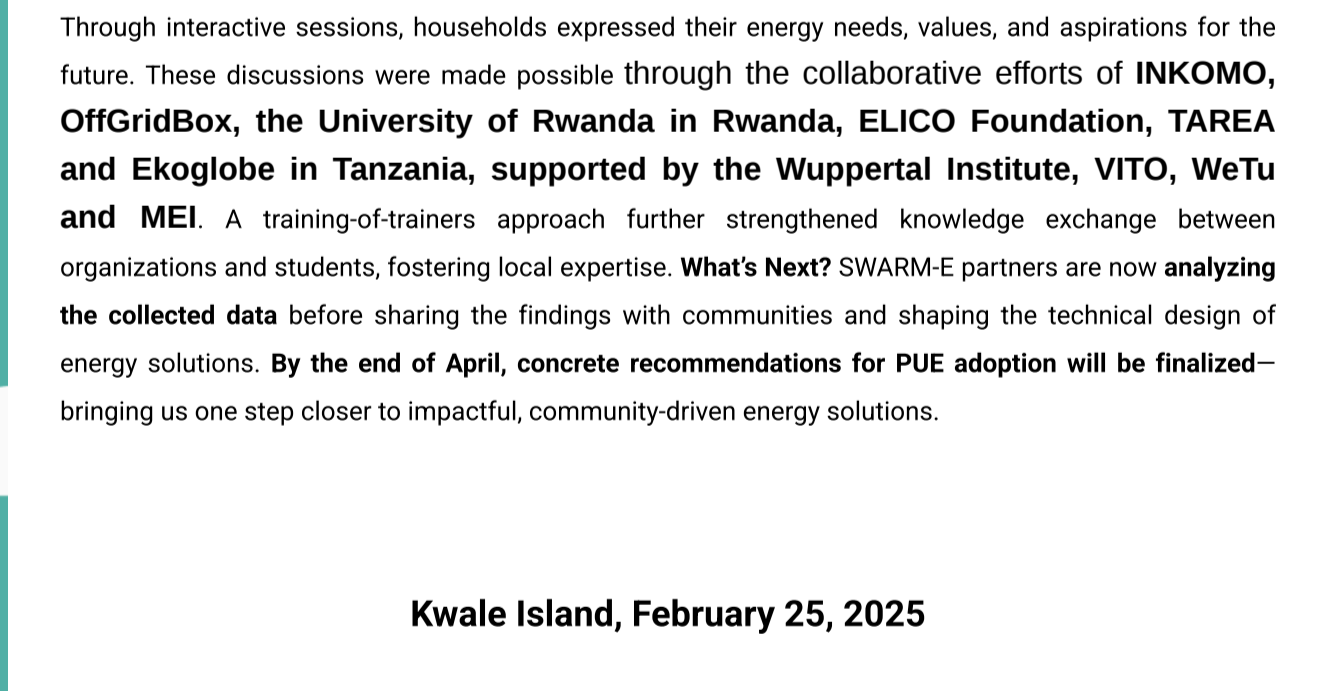 Through interactive sessions, households expressed their energy needs, values, and aspirations for the
future. These discussions were made possible through the collaborative efforts of INKOMO,
OffGridBox, the University of Rwanda in Rwanda, ELICO Foundation, TAREA
and Ekoglobe in Tanzania, supported by the Wuppertal Institute, VITO, WeTu
and MEI. A training-of-trainers approach further strengthened knowledge exchange between
organizations and students, fostering local expertise. What’s Next? SWARM-E partners are now analyzing
the collected data before sharing the findings with communities and shaping the technical design of
energy solutions. By the end of April, concrete recommendations for PUE adoption will be finalized—
bringing us one step closer to impactful, community-driven energy solutions.
Kwale Island, February 25, 2025